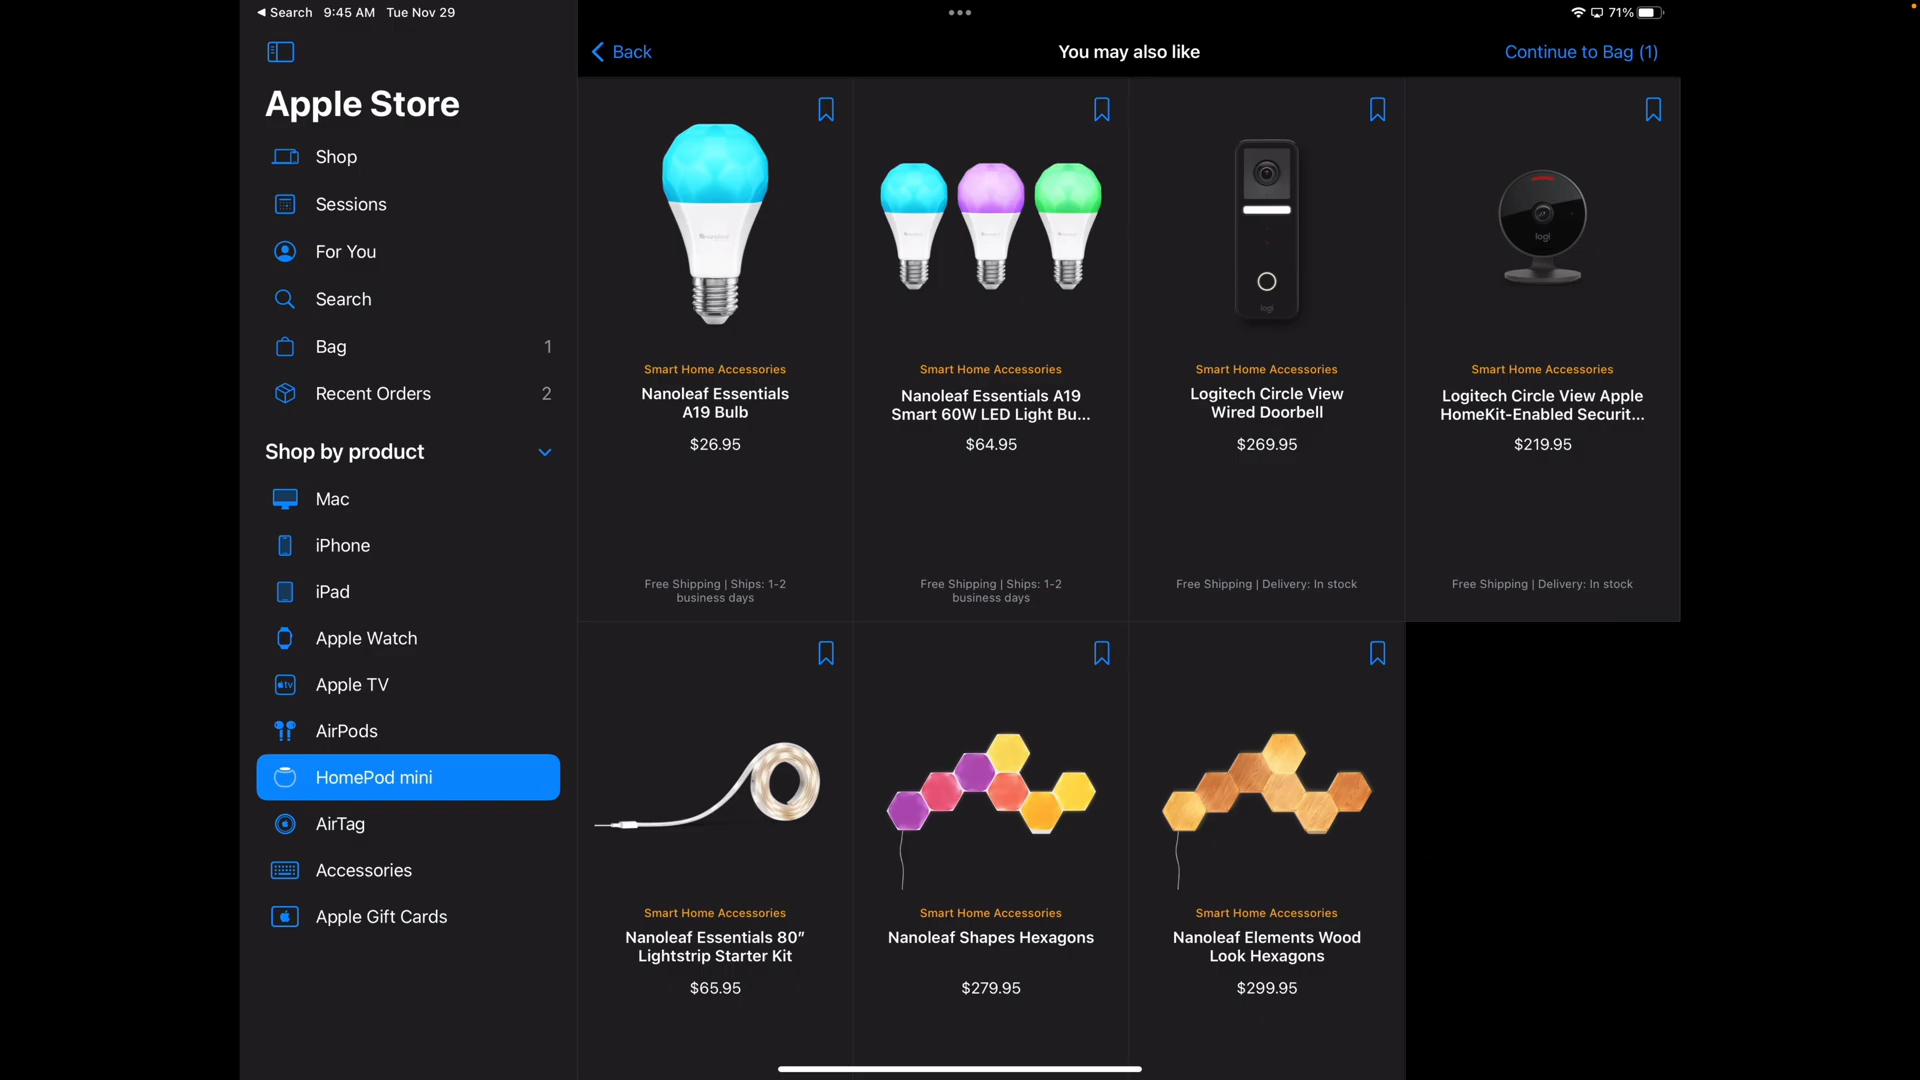 Search 9:45 AM Tue Nov 29
71%
Apple Store
Shop
Sessions
For You
Search
Bag 1
Recent Orders 2
Shop by product
Mac
iPhone
iPad
Apple Watch
Apple TV
AirPods
HomePod mini
AirTag
Accessories
Apple Gift Cards
Back
You may also like
Continue to Bag (1)
Smart Home Accessories
Nanoleaf Essentials
A19 Bulb
$26.95
Free Shipping | Ships: 1-2
business days
Smart Home Accessories
Nanoleaf Essentials A19
Smart 60W LED Light Bu...
$64.95
Free Shipping | Ships: 1-2
business days
logi
Smart Home Accessories
Logitech Circle View
Wired Doorbell
$269.95
Free Shipping | Delivery: In stock
logi
Smart Home Accessories
Logitech Circle View Apple
HomeKit-Enabled Securit...
$219.95
Free Shipping | Delivery: In stock
Smart Home Accessories
Nanoleaf Essentials 80”
Lightstrip Starter Kit
$65.95
Smart Home Accessories
Nanoleaf Shapes Hexagons
$279.95
Smart Home Accessories
Nanoleaf Elements Wood
Look Hexagons
$299.95